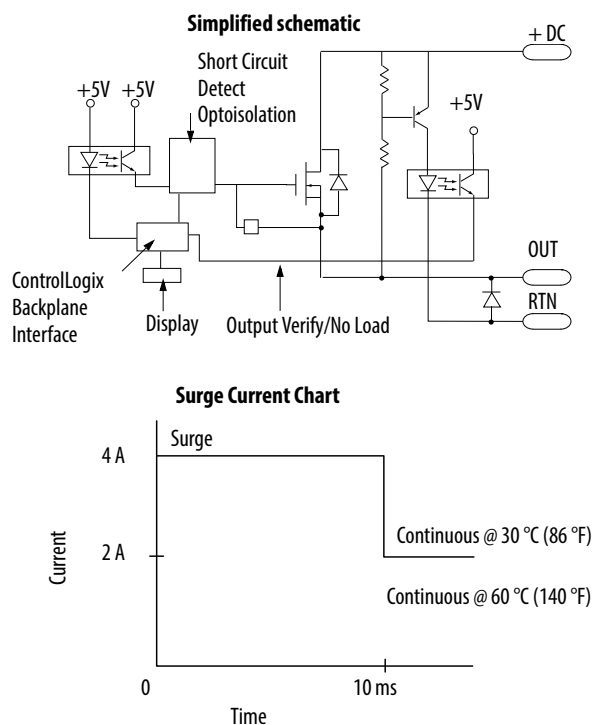 Simplified schematic
+ DC
Short Circuit
Detect
Optoisolation
+5V
+5V
+5V
OUT
RTN
ControlLogix
Backplane
Interface
Display
Output Verify/No Load
Surge Current Chart
Surge
4 A
Current
2 A
Continuous @ 30 °C (86 °F)
Continuous @ 60 °C (140 °F)
0
10 ms
Time